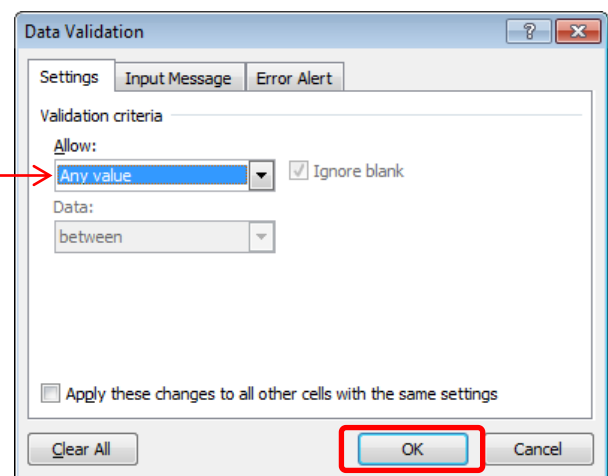 Data Validation
Settings Input Message Error Alert
Validation criteria
Allow:
Any value Ignore blank
Data:
between
Apply these changes to all other cells with the same settings
Clear All OK Cancel